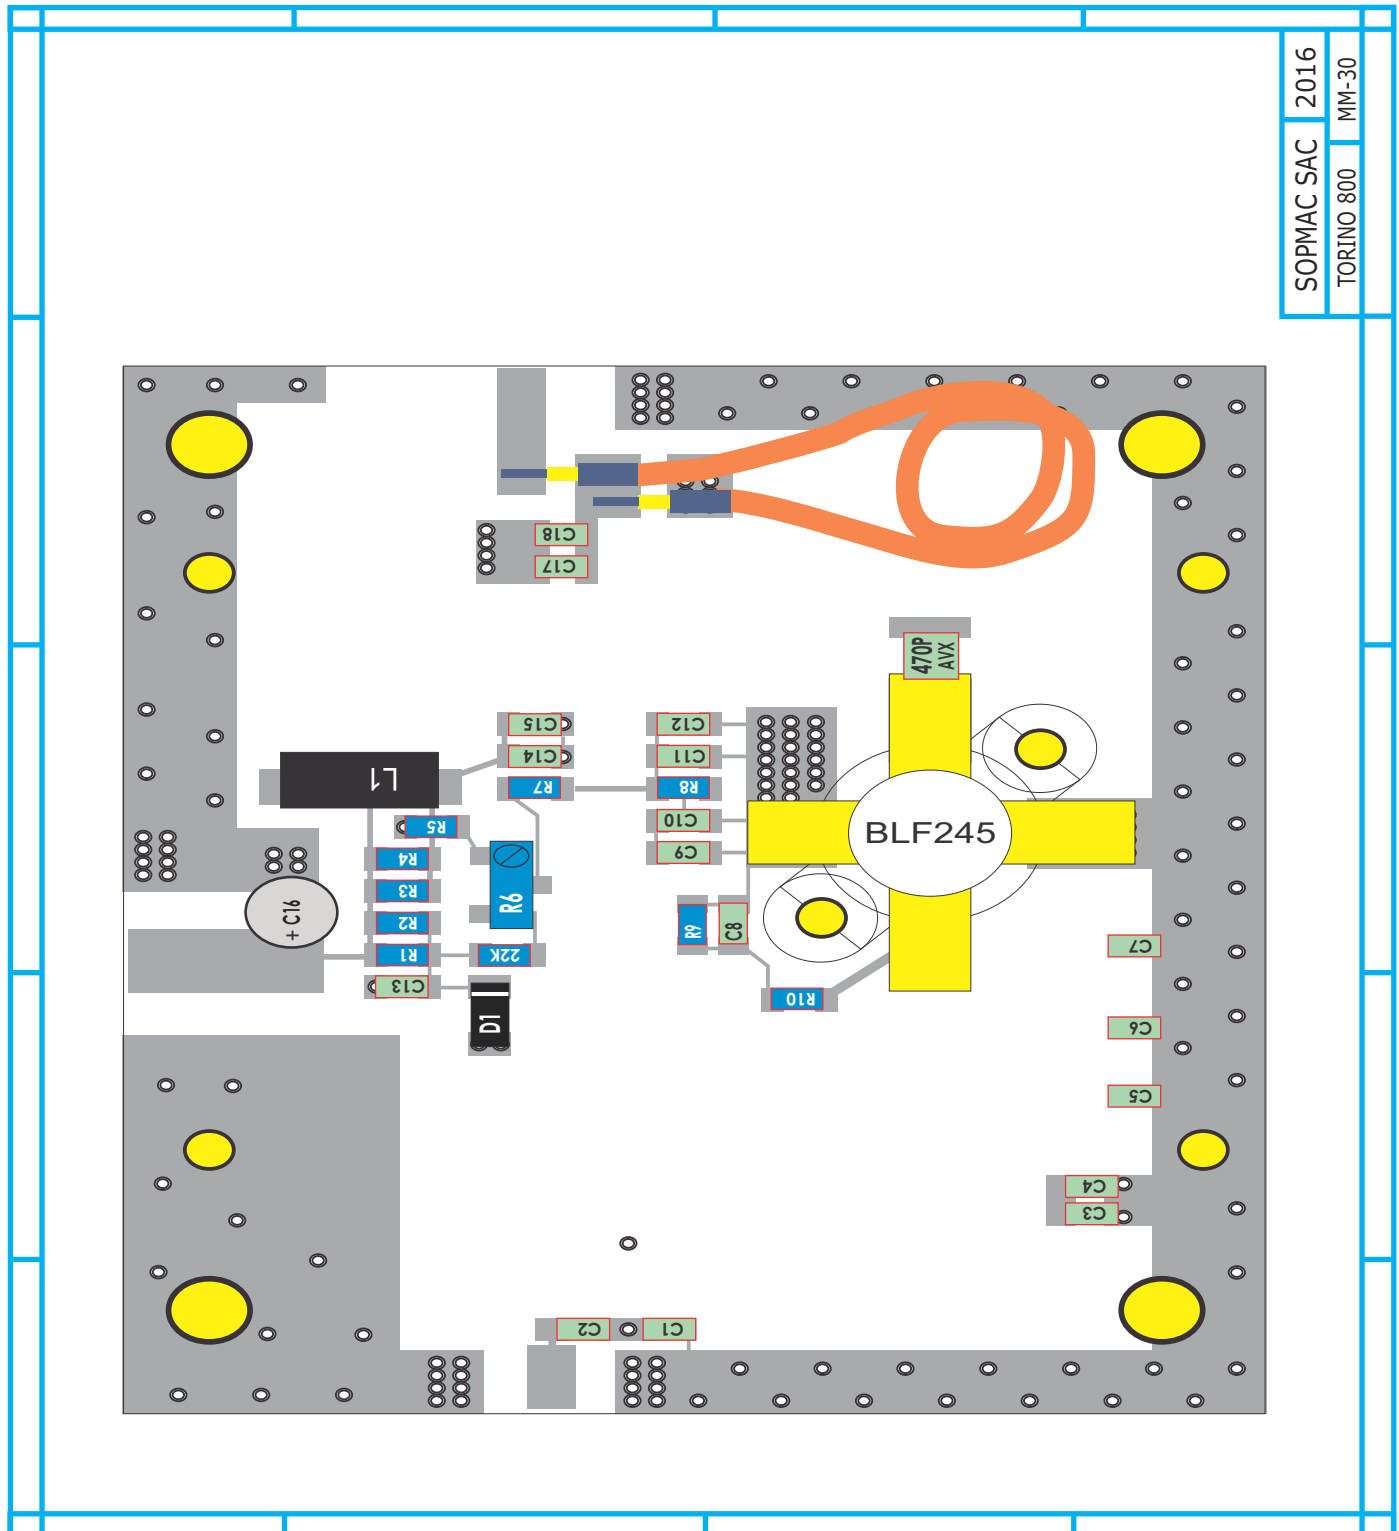 SOPMAC SAC
2016
TORINO 800
MM-30
C18
C17
470P
AVX
C15
C12
C14
C11
L1
R7
R8
R5
C10
BLF245
R4
C9
R3
R6
+ C16
R2
R9
C8
R1
22K
C7
C13
R10
D1
C6
C5
C4
C3
C2
C1